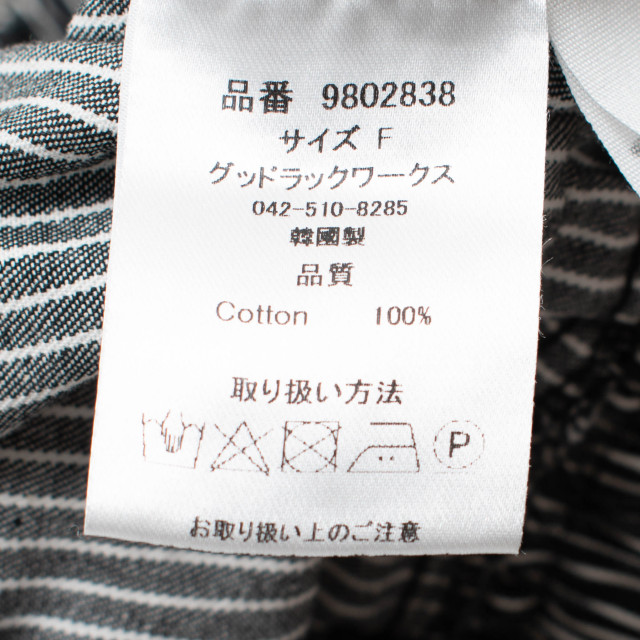 品番 9802838
サイズ F
グッドラックワークス
042-510-8285
韓國製
品質
Cotton 100%
取り扱い方法
P
お取り扱い上のご注意